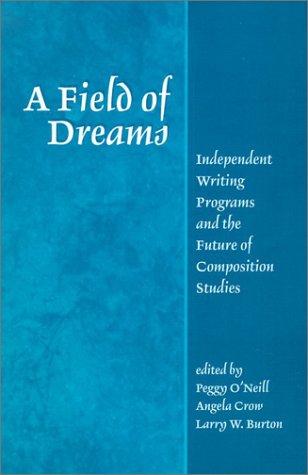 A Field of
Dreams
Independent
Writing
Programs
and the
Future of
Composition
Studies
edited by
Peggy O'Neill
Angela Crow
Larry W. Burton